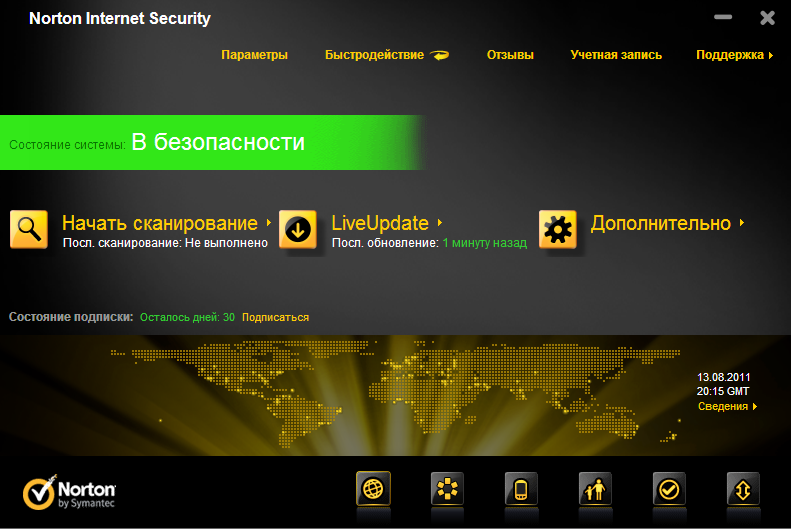 Norton Internet Security
Параметры Быстродействие Отзывы Учетная запись Поддержка
Состояние системы: В безопасности
Начать сканирование LiveUpdate Дополнительно
Посл. сканирование: Не выполнено Посл. обновление: 1 минуту назад
Состояние подписки: Осталось дней: 30 Подписаться
13.08.2011
20:15 GMT
Сведения
Norton
by Symantec